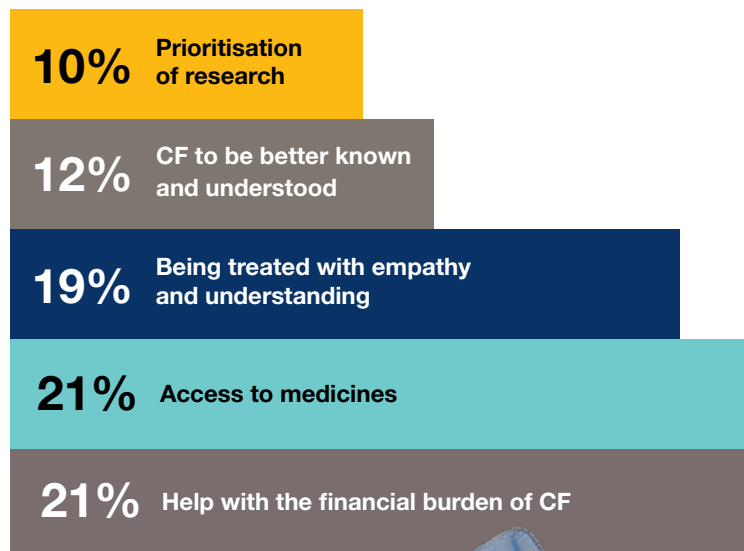 10% Prioritisation
of research
12% CF to be better known
and understood
19% Being treated with empathy
and understanding
21% Access to medicines
21% Help with the financial burden of CF